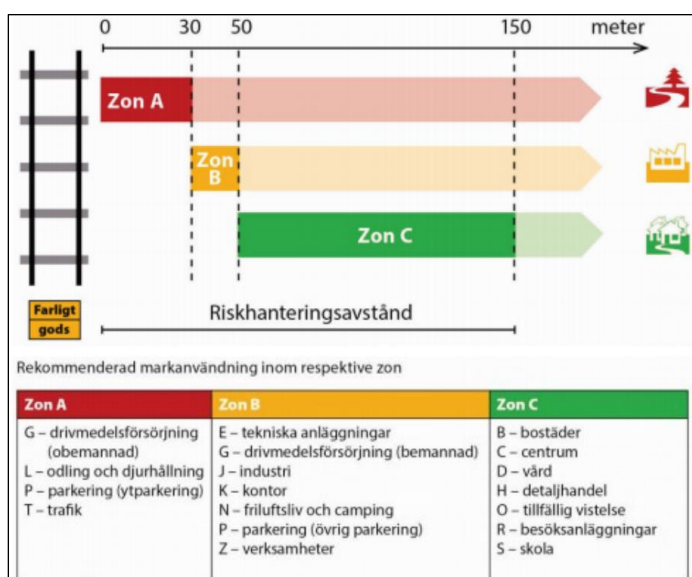 0 30 50 150 meter
Zon A
Zon
B
Zon C
Farligt
gods
Riskhanteringsavstånd
Rekommenderad markanvändning inom respektive zon
Zon A
G – drivmedelsförsörjning
(obemannad)
L – odling och djurhållning
P – parkering (ytparkering)
T – trafik
Zon B
E – tekniska anläggningar
G – drivmedelsförsörjning (bemannad)
J – industri
K – kontor
N – friluftsliv och camping
P – parkering (övrig parkering)
Z – verksamheter
Zon C
B – bostäder
C – centrum
D – vård
H – detaljhandel
O – tillfällig vistelse
R – besöksanläggningar
S – skola